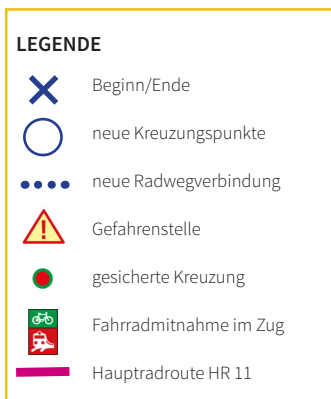 LEGENDE
Beginn/Ende
neue Kreuzungspunkte
neue Radwegverbindung
Gefahrenstelle
gesicherte Kreuzung
Fahrradmitnahme im Zug
Hauptradroute HR 11